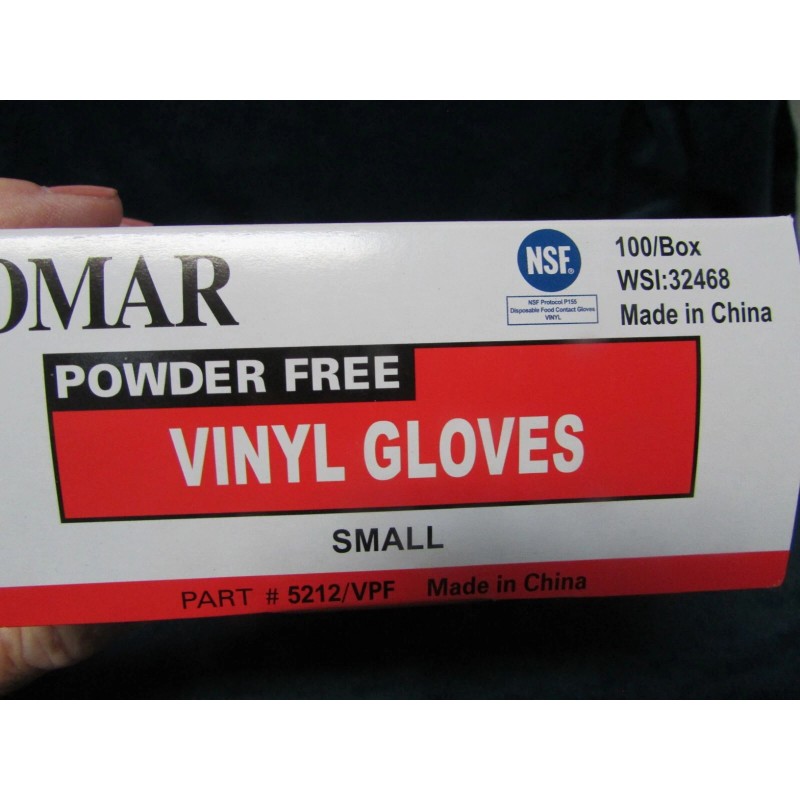 OMAR
NSF®
NSF Protocol P155
Disposable Food Contact Gloves
VINYL
100/Box
WSI:32468
Made in China
POWDER FREE
VINYL GLOVES
SMALL
PART # 5212/VPF Made in China